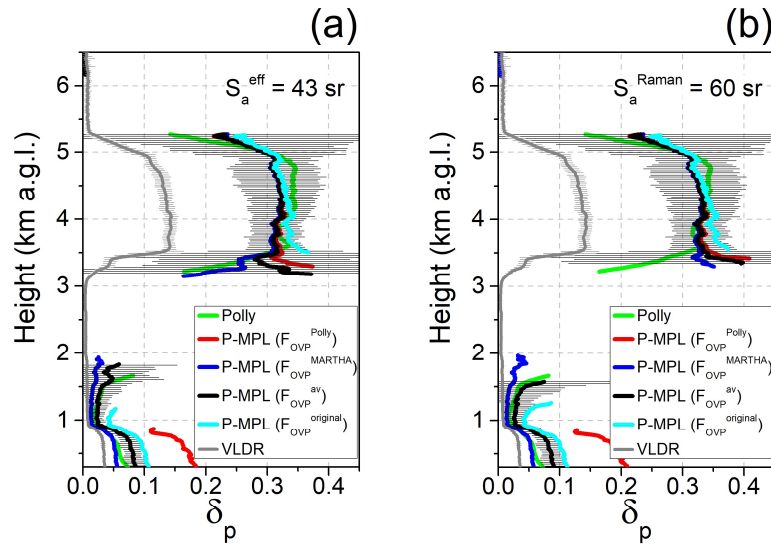 (a)
S_a^eff = 43 sr
Height (km a.g.l.)
6
5
4
3
2
1
Polly
P-MPL (F_OVP^Polly)
P-MPL (F_OVP^MARTHA)
P-MPL (F_OVP^av)
P-MPL (F_OVP^original)
VLDR
0.0 0.1 0.2 0.3 0.4
δ_p
(b)
S_a^Raman = 60 sr
Height (km a.g.l.)
6
5
4
3
2
1
Polly
P-MPL (F_OVP^Polly)
P-MPL (F_OVP^MARTHA)
P-MPL (F_OVP^av)
P-MPL (F_OVP^original)
VLDR
0.0 0.1 0.2 0.3 0.4
δ_p